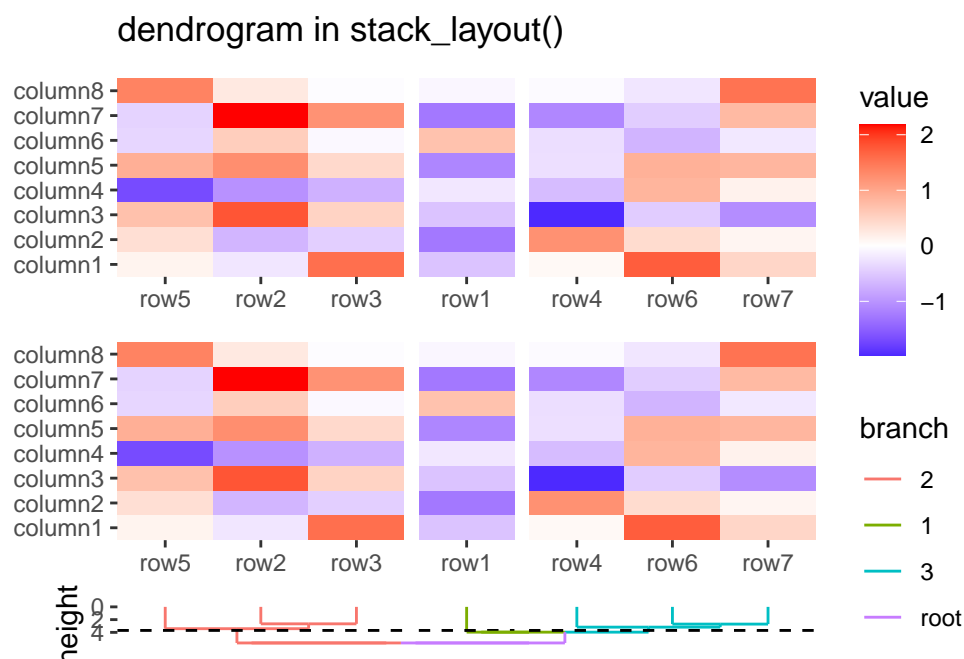 dendrogram in stack_layout()
column8
column7
column6
column5
column4
column3
column2
column1
row5 row2 row3 row1 row4 row6 row7
value
2
1
0
−1
column8
column7
column6
column5
column4
column3
column2
column1
row5 row2 row3 row1 row4 row6 row7
branch
2
1
3
root
height
0
2
4